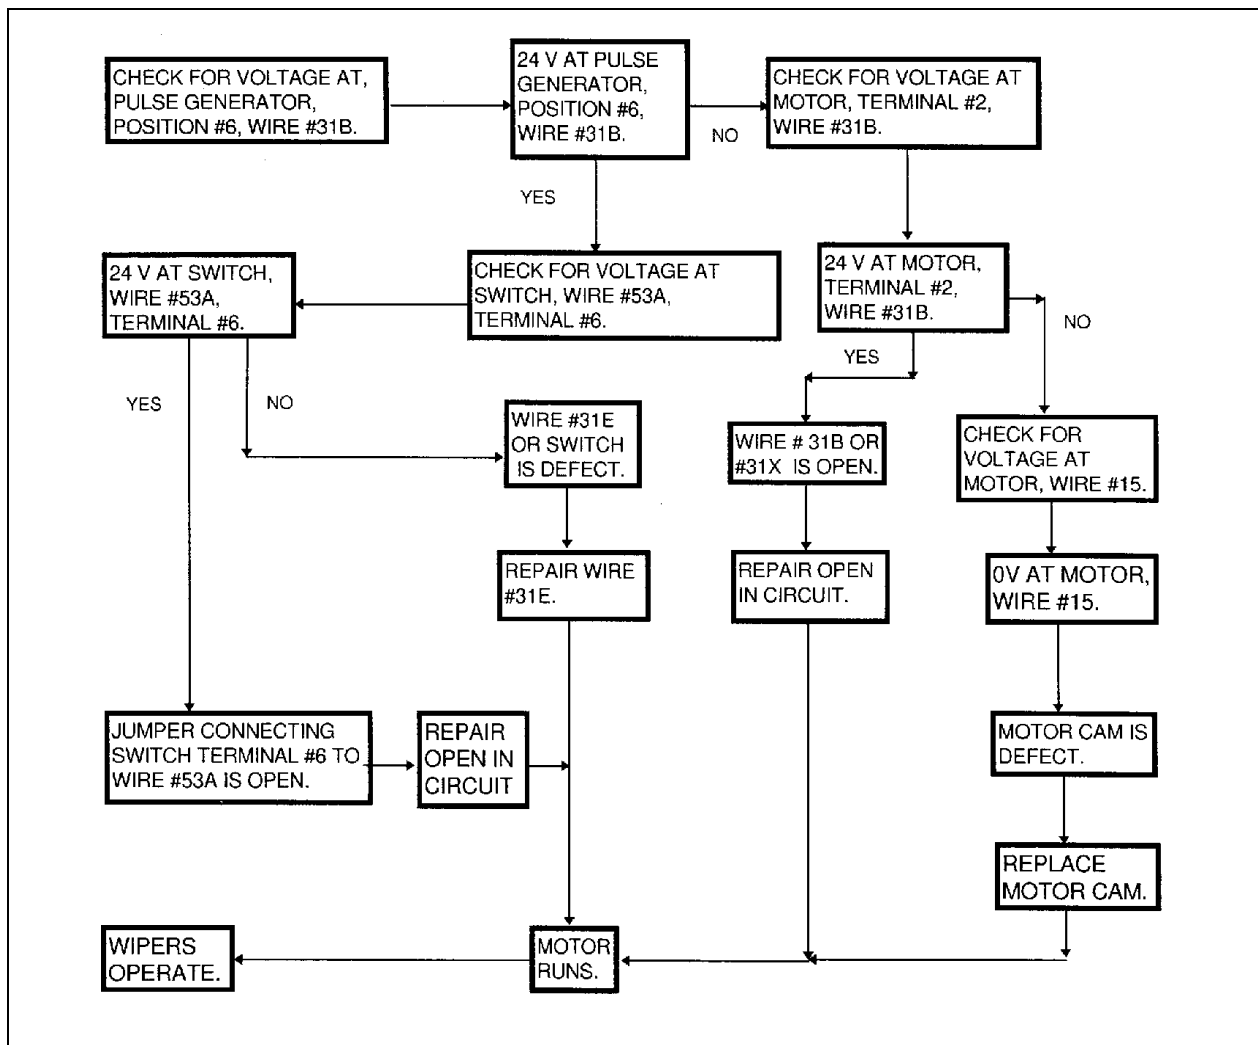 CHECK FOR VOLTAGE AT,
PULSE GENERATOR,
POSITION #6, WIRE #31B.
24 V AT PULSE
GENERATOR,
POSITION #6,
WIRE #31B.
NO
CHECK FOR VOLTAGE AT
MOTOR, TERMINAL #2,
WIRE #31B.
YES
YES
24 V AT SWITCH,
WIRE #53A,
TERMINAL #6.
CHECK FOR VOLTAGE AT
SWITCH, WIRE #53A,
TERMINAL #6.
24 V AT MOTOR,
TERMINAL #2,
WIRE #31B.
NO
YES
YES
NO
WIRE #31E
OR SWITCH
IS DEFECT.
WIRE # 31B OR
#31X IS OPEN.
CHECK FOR
VOLTAGE AT
MOTOR, WIRE #15.
REPAIR WIRE
#31E.
REPAIR OPEN
IN CIRCUIT.
0V AT MOTOR,
WIRE #15.
JUMPER CONNECTING
SWITCH TERMINAL #6 TO
WIRE #53A IS OPEN.
REPAIR
OPEN IN
CIRCUIT
MOTOR CAM IS
DEFECT.
REPLACE
MOTOR CAM.
WIPERS
OPERATE.
MOTOR
RUNS.